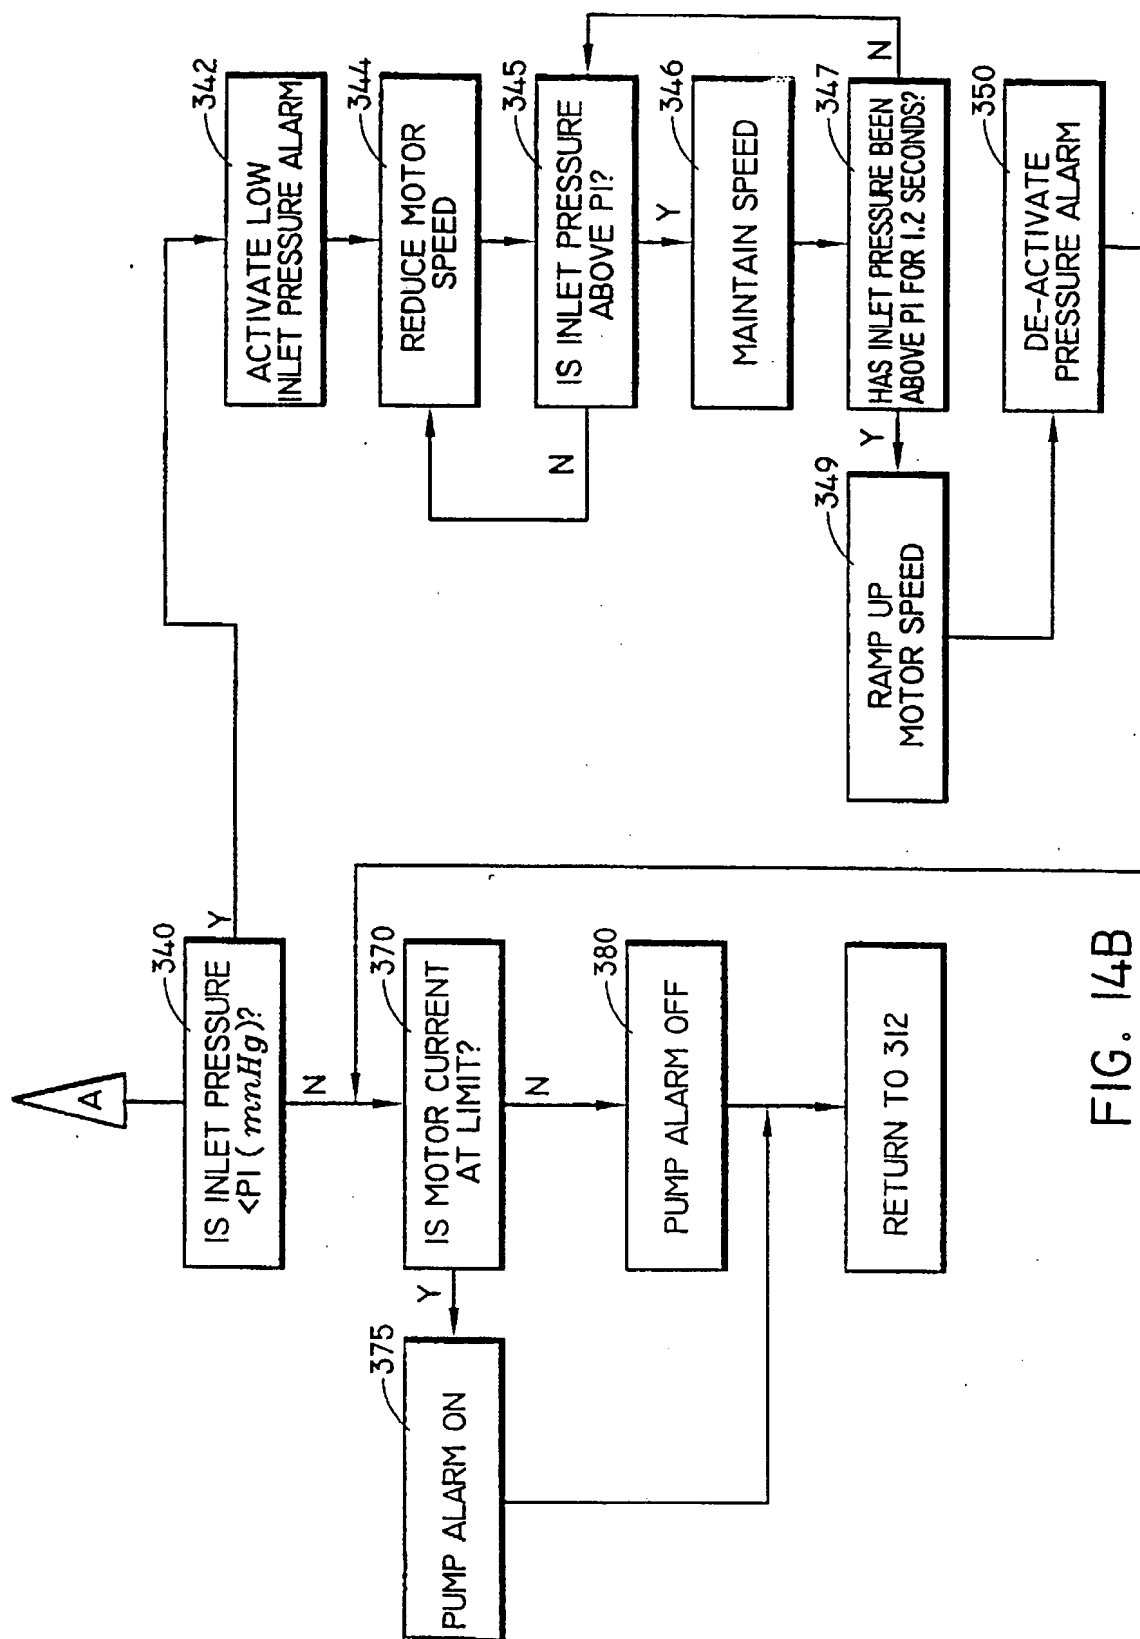 A
340
IS INLET PRESSURE
<PI (mnHg)?
Y
N
342
ACTIVATE LOW
INLET PRESSURE ALARM
344
REDUCE MOTOR
SPEED
345
IS INLET PRESSURE
ABOVE PI?
N
Y
346
MAINTAIN SPEED
347
HAS INLET PRESSURE BEEN
ABOVE PI FOR 1.2 SECONDS?
N
Y
349
RAMP UP
MOTOR SPEED
350
DE-ACTIVATE
PRESSURE ALARM
370
IS MOTOR CURRENT
AT LIMIT?
Y
N
375
PUMP ALARM ON
380
PUMP ALARM OFF
RETURN TO 312
FIG. 14B